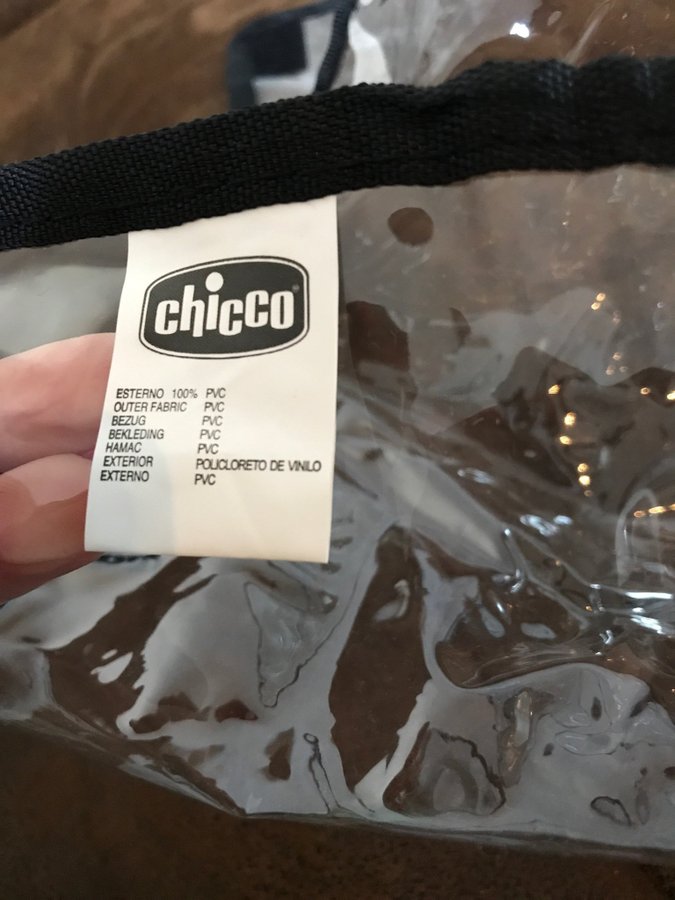 chicco
ESTERNO 100% PVC
OUTER FABRIC PVC
BEZUG PVC
BEKLEDING PVC
HAMAC PVC
EXTERIOR POLICLORETO DE VINILO
EXTERNO PVC